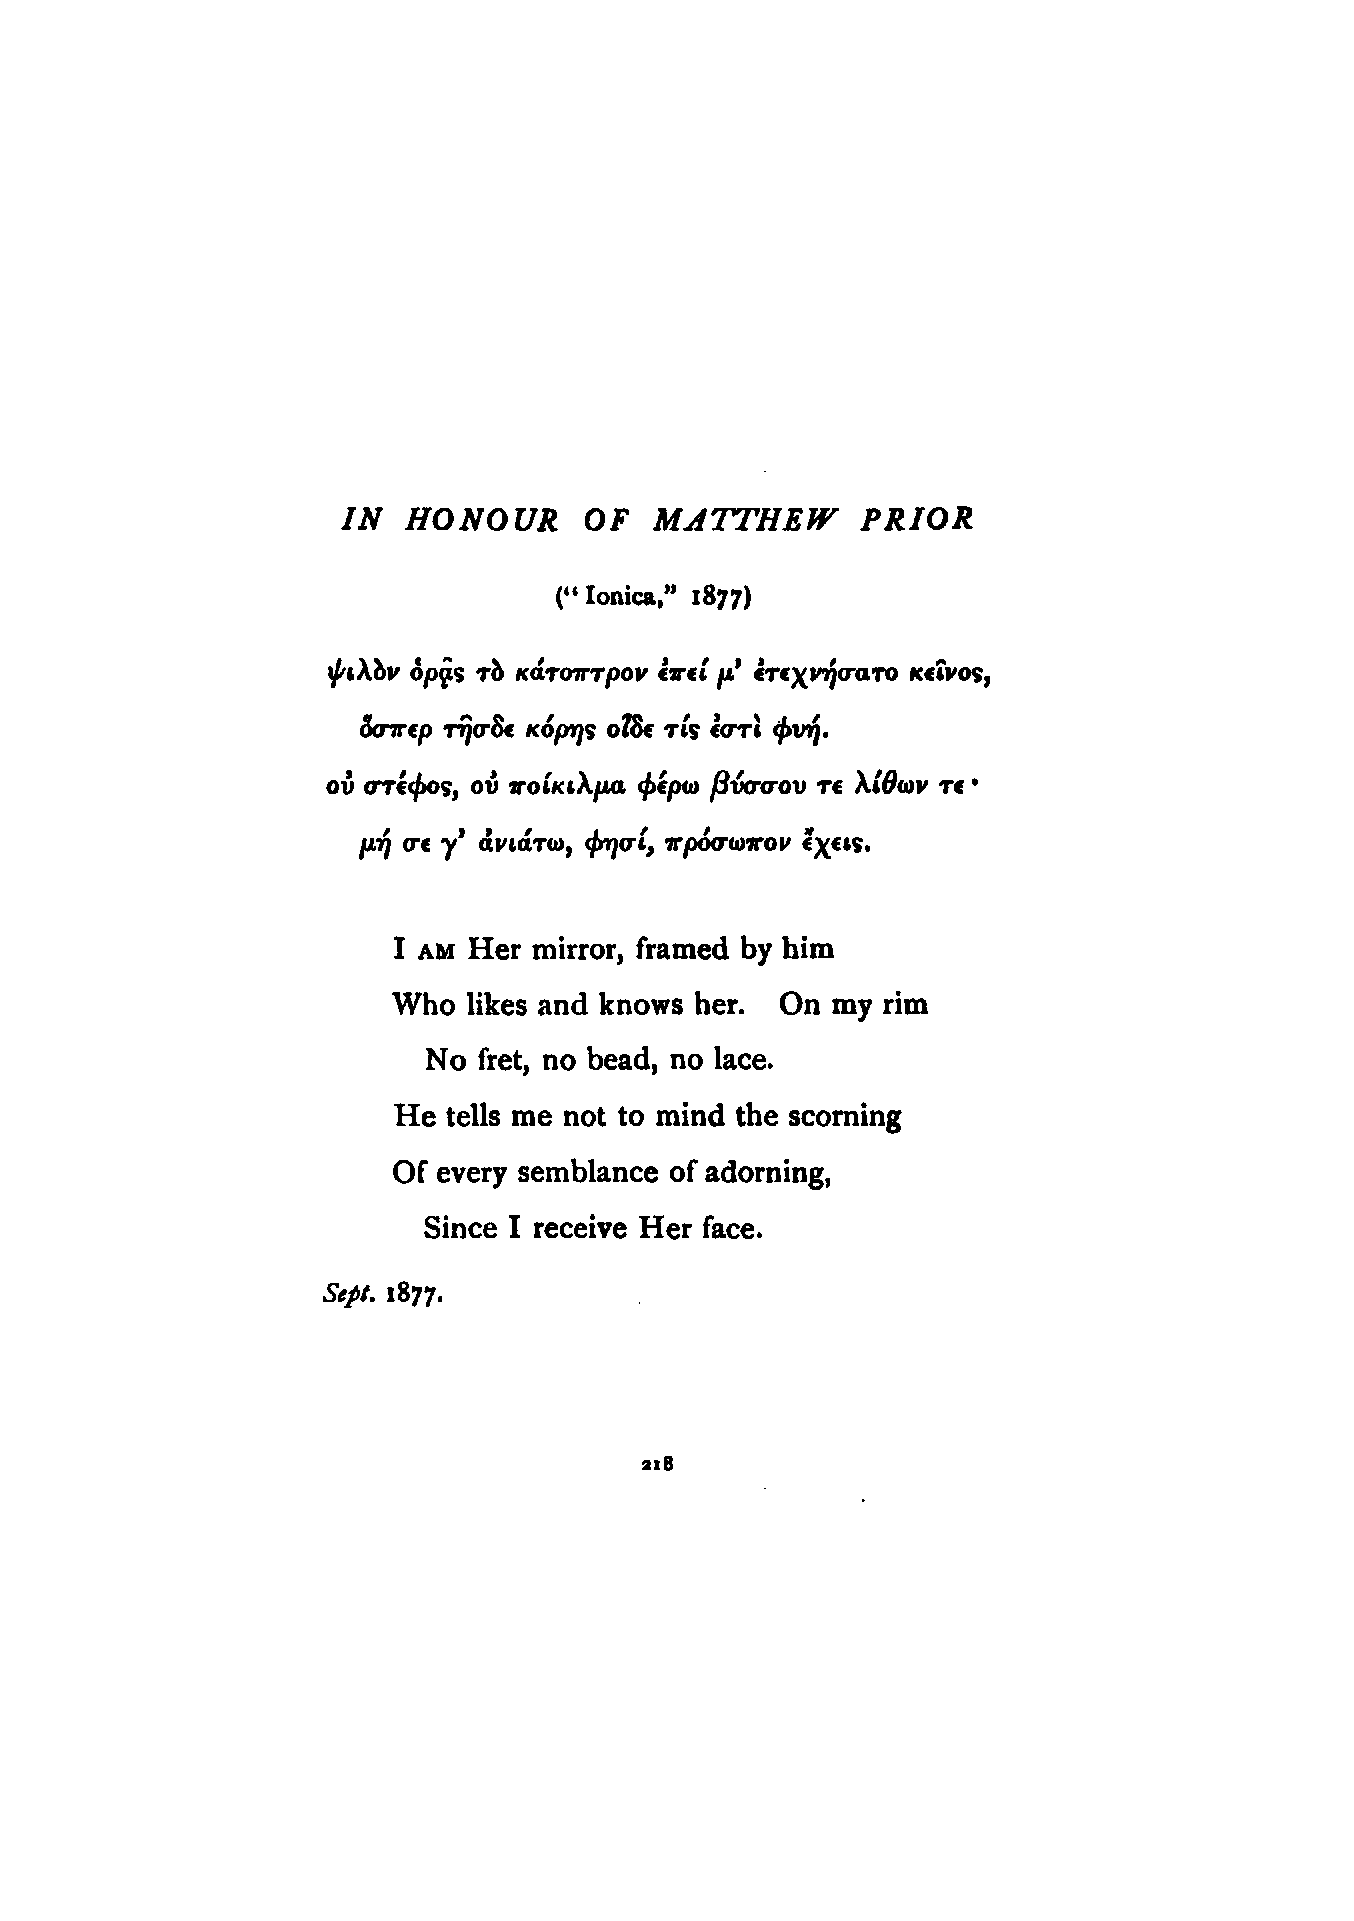 IN HONOUR OF MATTHEW PRIOR
(“Ionica,” 1877)
ψιλὸν ὁρᾷς τὸ κάτοπτρον ἐπεί μ’ ἐτεχνήσατο κεῖνος,
ὅσπερ τῆσδε κόρης οἶδε τίς ἐστὶ φυή.
οὐ στέφος, οὐ ποίκιλμα φέρω βύσσου τε λίθων τε·
μή σε γ’ ἀνιάτω, φησί, πρόσωπον ἔχεις.
I AM Her mirror, framed by him
Who likes and knows her. On my rim
No fret, no bead, no lace.
He tells me not to mind the scorning
Of every semblance of adorning,
Since I receive Her face.
Sept. 1877.
218